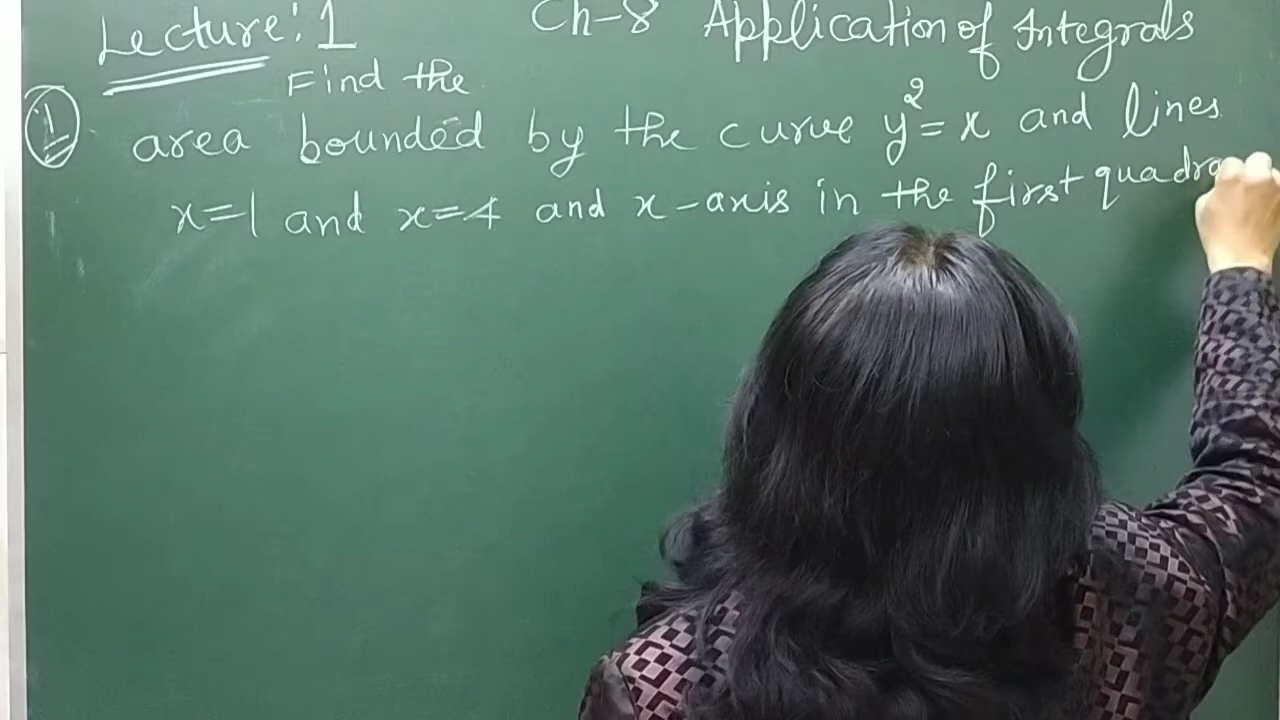 Lecture: 1 Ch-8 Application of Integrals
Find the
1 area bounded by the curve y²=x and lines
x=1 and x=4 and x-axis in the first quadra